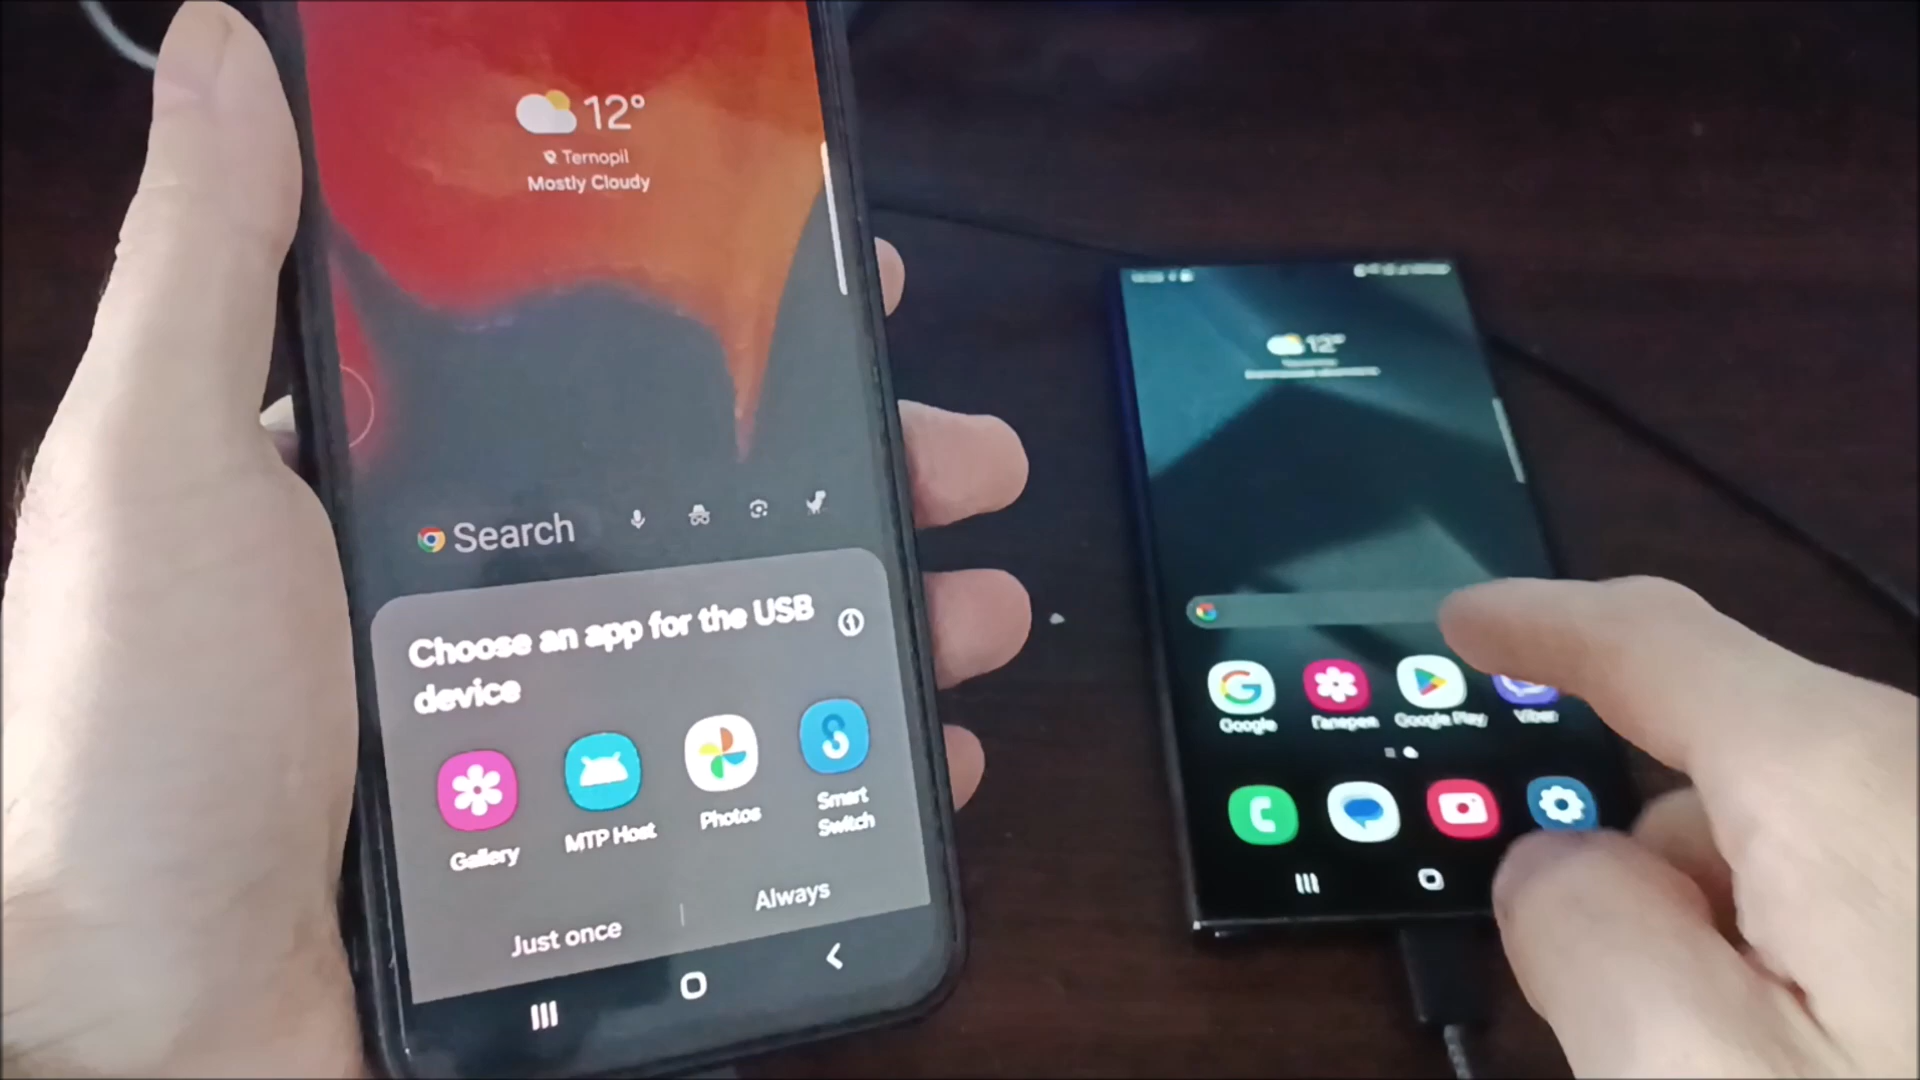 12°
Ternopil
Mostly Cloudy
Search
Choose an app for the USB
device
Gallery
MTP Host
Photos
Smart
Switch
Just once
Always
12°
Google
Галерея
Google Play
Viber